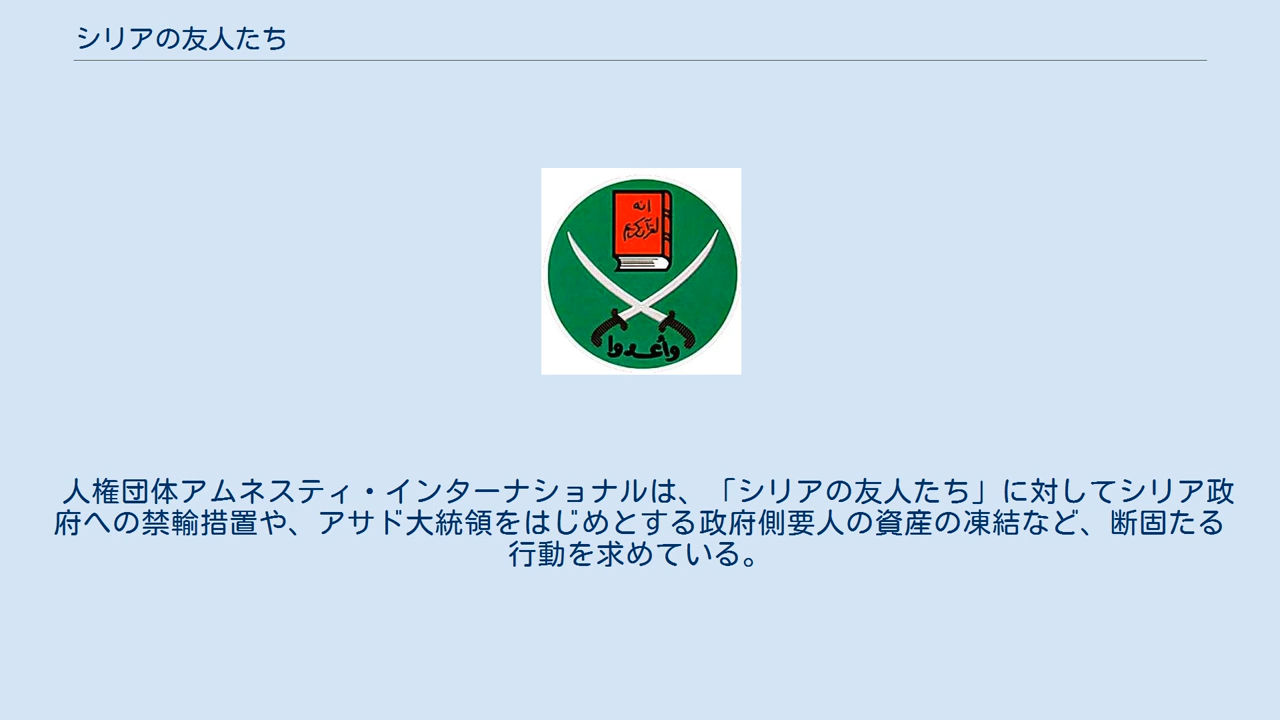 シリアの友人たち
انه
لقرآن كريم
وأعدوا
人権団体アムネスティ・インターナショナルは、「シリアの友人たち」に対してシリア政
府への禁輸措置や、アサド大統領をはじめとする政府側要人の資産の凍結など、断固たる
行動を求めている。